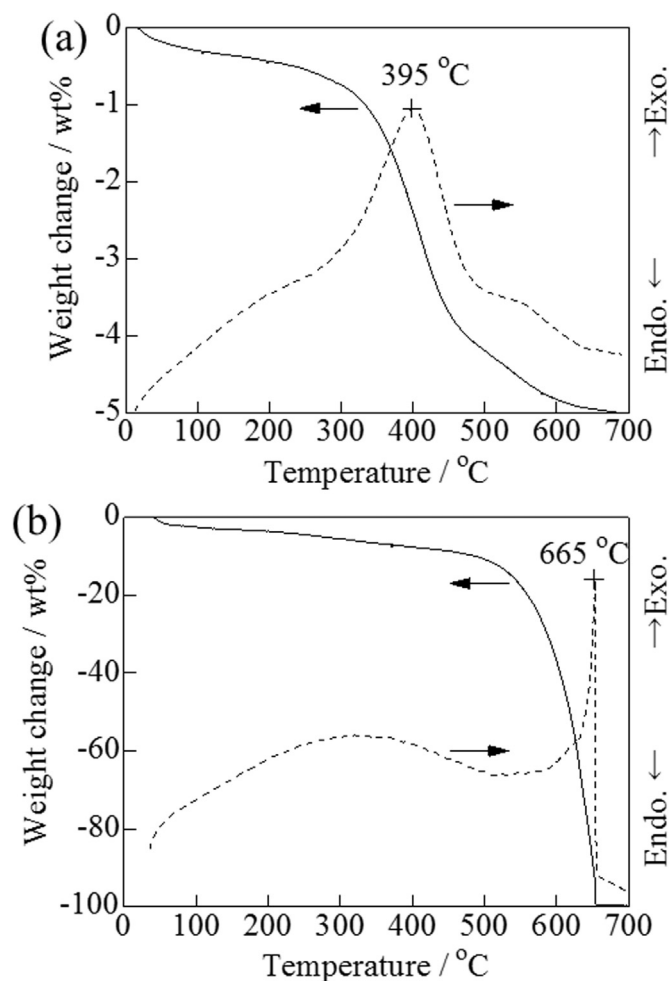 (a)
0
-1
-2
-3
-4
-5
Weight change / wt%
395 °C
→Exo.
Endo. ←
0 100 200 300 400 500 600 700
Temperature / °C
(b)
0
-20
-40
-60
-80
-100
Weight change / wt%
665 °C
→Exo.
Endo. ←
0 100 200 300 400 500 600 700
Temperature / °C